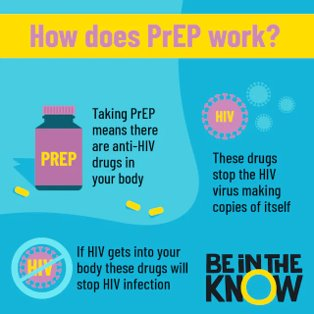 How does PrEP work?
PREP
Taking PrEP
means there
are anti-HIV
drugs in
your body
HIV
These drugs
stop the HIV
virus making
copies of itself
HIV
If HIV gets into your
body these drugs will
stop HIV infection
BE iN THE
KNOW